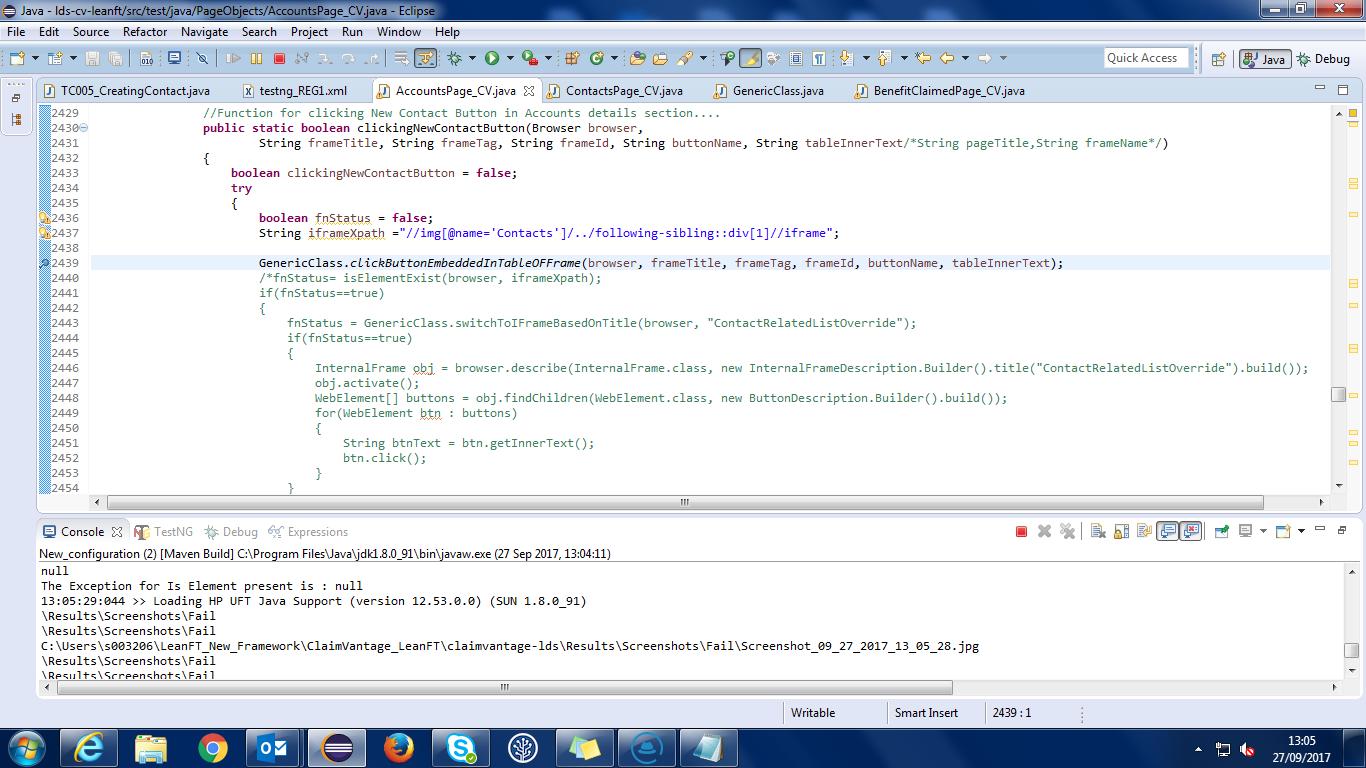 Java - lds-cv-leanft/src/test/java/PageObjects/AccountsPage_CV.java - Eclipse
File Edit Source Refactor Navigate Search Project Run Window Help
Quick Access Java Debug
TC005_CreatingContact.java testng_REG1.xml AccountsPage_CV.java ContactsPage_CV.java GenericClass.java BenefitClaimedPage_CV.java
2429 //Function for clicking New Contact Button in Accounts details section....
2430 public static boolean clickingNewContactButton(Browser browser,
2431 String frameTitle, String frameTag, String frameId, String buttonName, String tableInnerText/*String pageTitle,String frameName*/)
2432 {
2433 boolean clickingNewContactButton = false;
2434 try
2435 {
2436 boolean fnStatus = false;
2437 String iframeXpath ="//img[@name='Contacts']/../following-sibling::div[1]//iframe";
2438
2439 GenericClass.clickButtonEmbeddedInTableOFFrame(browser, frameTitle, frameTag, frameId, buttonName, tableInnerText);
2440 /*fnStatus= isElementExist(browser, iframeXpath);
2441 if(fnStatus==true)
2442 {
2443 fnStatus = GenericClass.switchToIFrameBasedOnTitle(browser, "ContactRelatedListOverride");
2444 if(fnStatus==true)
2445 {
2446 InternalFrame obj = browser.describe(InternalFrame.class, new InternalFrameDescription.Builder().title("ContactRelatedListOverride").build());
2447 obj.activate();
2448 WebElement[] buttons = obj.findChildren(WebElement.class, new ButtonDescription.Builder().build());
2449 for(WebElement btn : buttons)
2450 {
2451 String btnText = btn.getInnerText();
2452 btn.click();
2453 }
2454 }
Console TestNG Debug Expressions
New_configuration (2) [Maven Build] C:\Program Files\Java\jdk1.8.0_91\bin\javaw.exe (27 Sep 2017, 13:04:11)
null
The Exception for Is Element present is : null
13:05:29:044 >> Loading HP UFT Java Support (version 12.53.0.0) (SUN 1.8.0_91)
\Results\Screenshots\Fail
\Results\Screenshots\Fail
C:\Users\s003206\LeanFT_New_Framework\ClaimVantage_LeanFT\claimvantage-lds\Results\Screenshots\Fail\Screenshot_09_27_2017_13_05_28.jpg
\Results\Screenshots\Fail
\Results\Screenshots\Fail
Writable Smart Insert 2439 : 1
13:05
27/09/2017